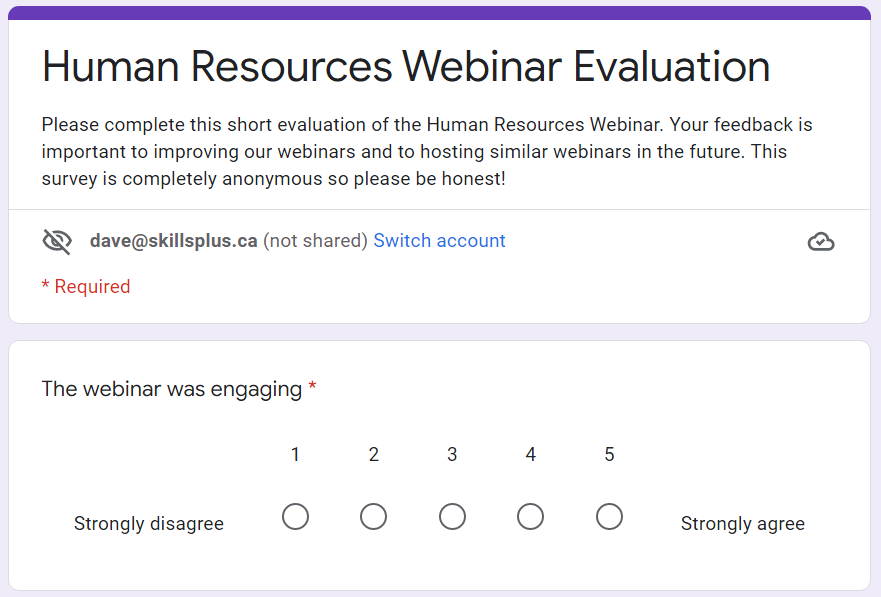 Human Resources Webinar Evaluation
Please complete this short evaluation of the Human Resources Webinar. Your feedback is
important to improving our webinars and to hosting similar webinars in the future. This
survey is completely anonymous so please be honest!
dave@skillsplus.ca (not shared) Switch account
* Required
The webinar was engaging *
1 2 3 4 5
Strongly disagree Strongly agree